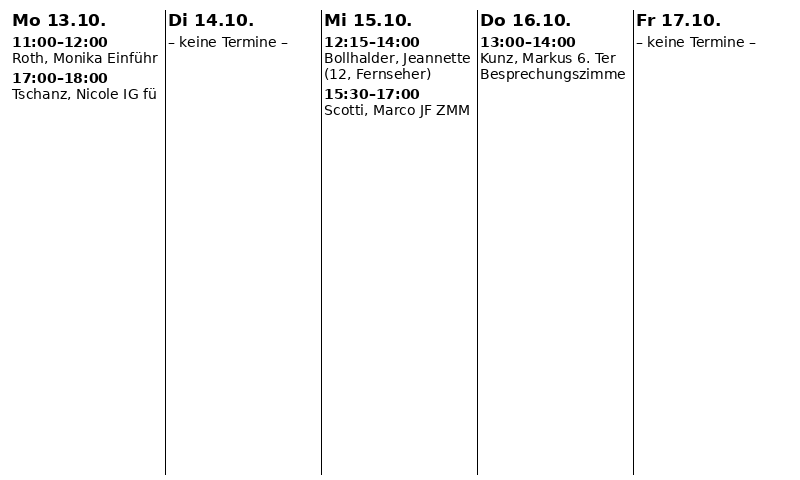 Mo 13.10.
11:00–12:00
Roth, Monika Einführ
17:00–18:00
Tschanz, Nicole IG fü
Di 14.10.
– keine Termine –
Mi 15.10.
12:15–14:00
Bollhalder, Jeannette
(12, Fernseher)
15:30–17:00
Scotti, Marco JF ZMM
Do 16.10.
13:00–14:00
Kunz, Markus 6. Ter
Besprechungszimme
Fr 17.10.
– keine Termine –